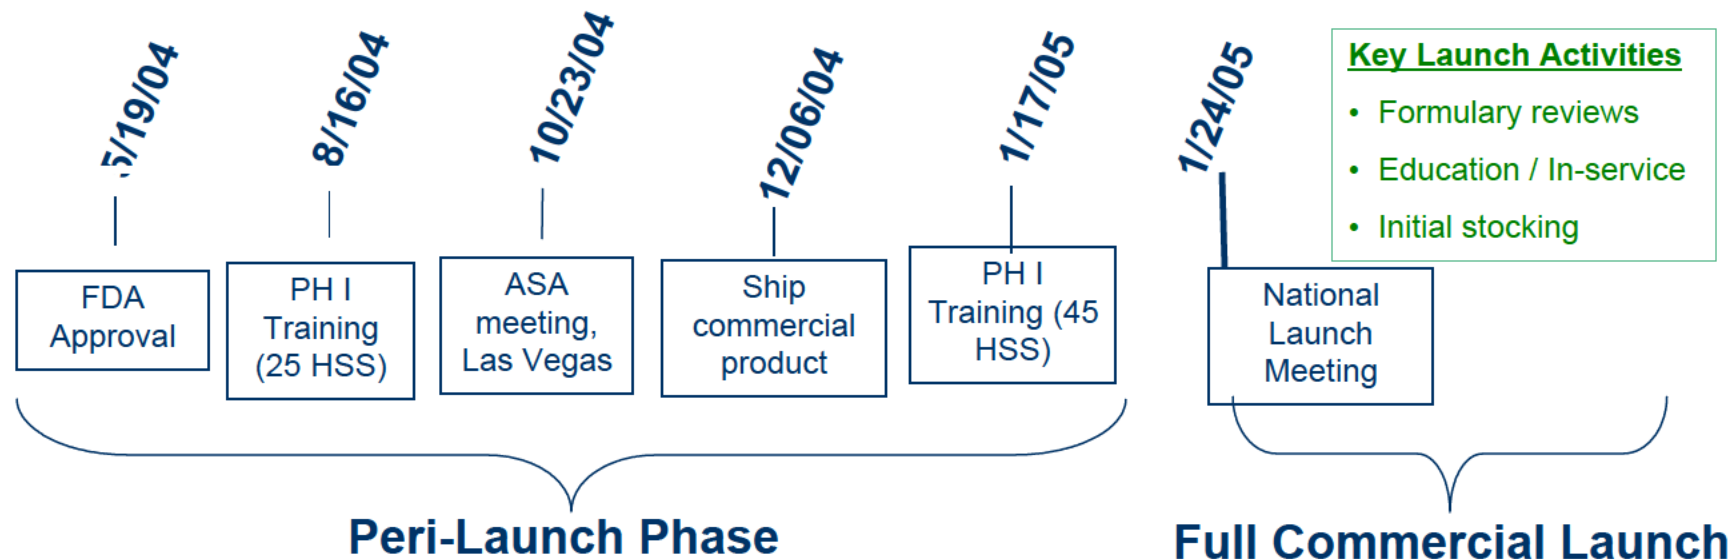 5/19/04
8/16/04
10/23/04
12/06/04
1/17/05
1/24/05
Key Launch Activities
• Formulary reviews
• Education / In-service
• Initial stocking
FDA
Approval
PH I
Training
(25 HSS)
ASA
meeting,
Las Vegas
Ship
commercial
product
PH I
Training (45
HSS)
National
Launch
Meeting
Peri-Launch Phase
Full Commercial Launch